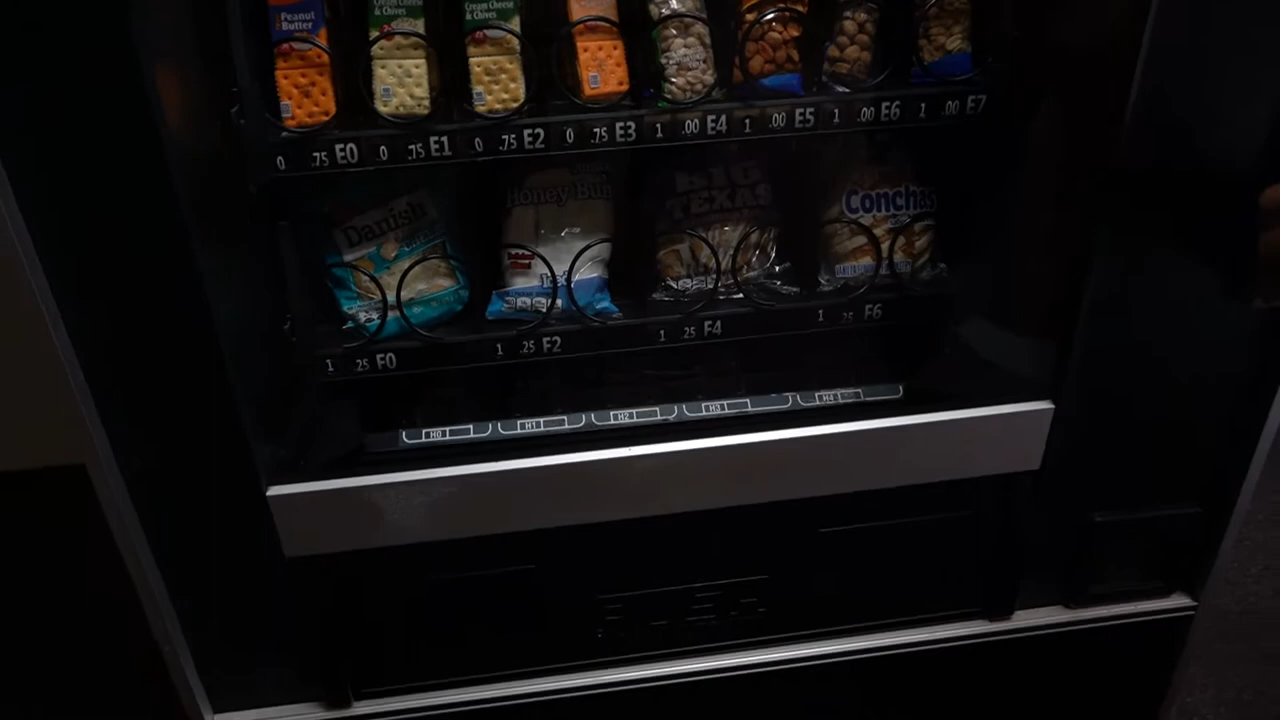 Peanut
Butter
Cream Cheese
& Chives
Cream Cheese
& Chives
0 .75 E0 0 .75 E1 0 .75 E2 0 .75 E3 1 .00 E4 1 .00 E5 1 .00 E6 1 .00 E7
Danish
Honey Bun
Iced
BIG
TEXAS
Conchas
1 .25 F0 1 .25 F2 1 .25 F4 1 .25 F6
H0 H1 H2 H3 H4